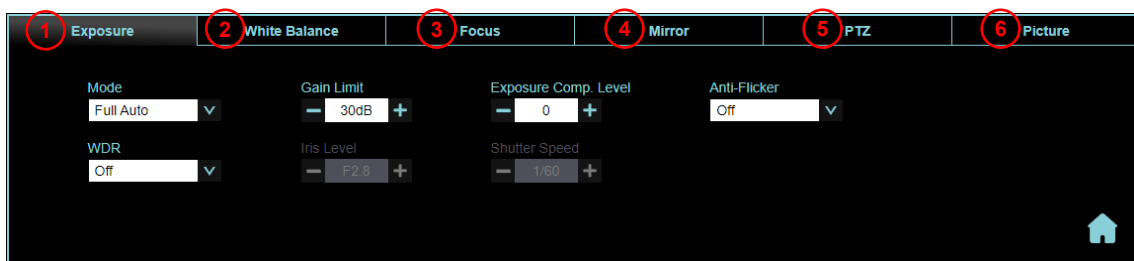 1 Exposure 2 White Balance 3 Focus 4 Mirror 5 PTZ 6 Picture
Mode Gain Limit Exposure Comp. Level Anti-Flicker
Full Auto 30dB 0 Off
WDR Iris Level Shutter Speed
Off F2.8 1/60